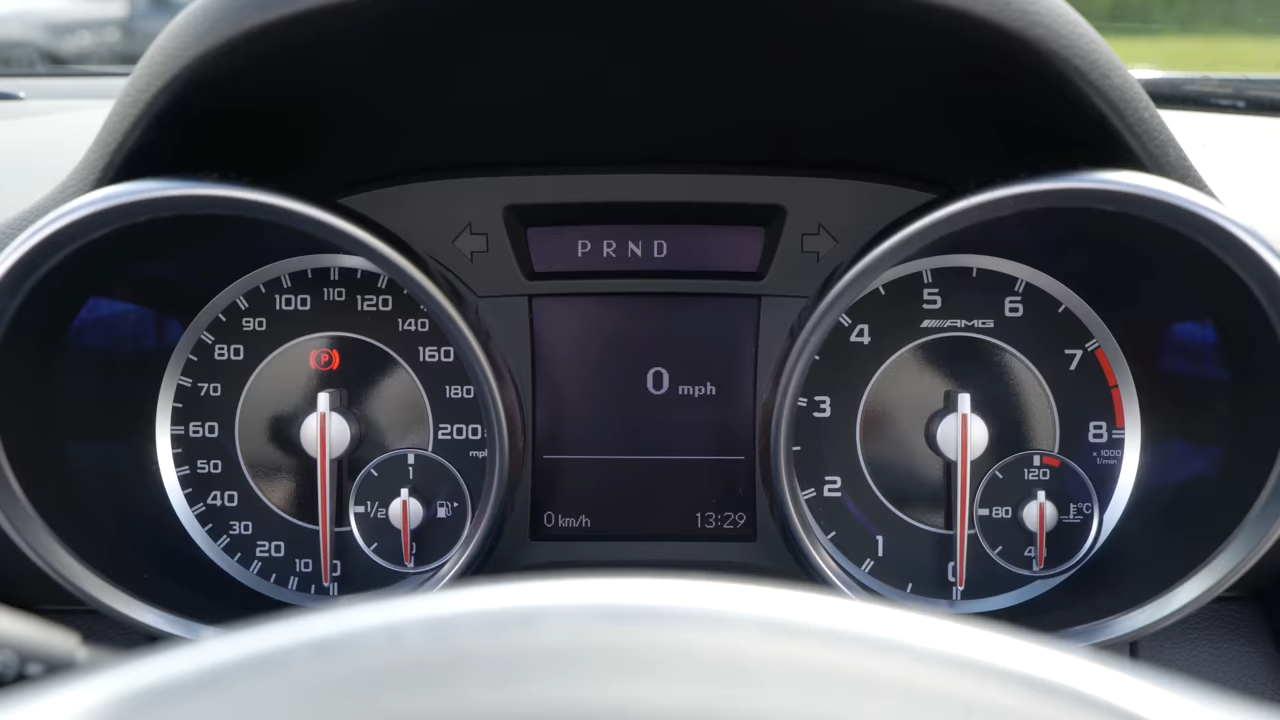 P R N D
100 110 120
90 140
80 160
70 180
60 200
mph
50
40
30
20
10
0
P
1
1/2
0
0 mph
0 km/h 13:29
5
6
4
AMG
7
3
8
x 1000
1/min
2
1
0
120
80
°C